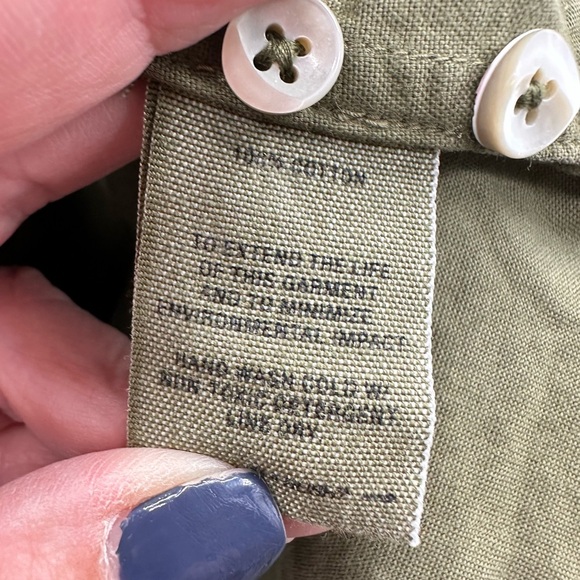 100% COTTON
TO EXTEND THE LIFE
OF THIS GARMENT
AND TO MINIMIZE
ENVIRONMENTAL IMPACT
HAND WASH COLD W/
NON-TOXIC DETERGENT
LINE DRY